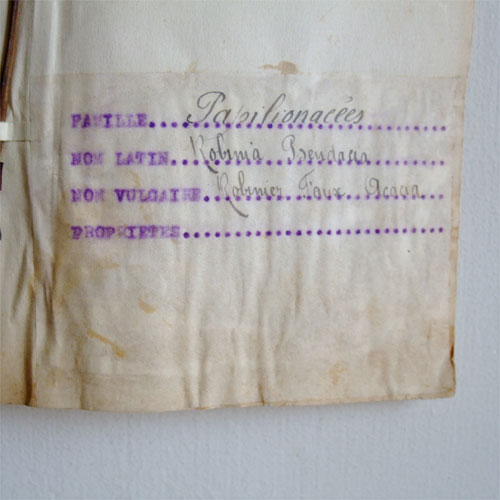 FAMILLE.... Papilionacées
NOM LATIN. Robinia Pseudacia
NOM VULGAIRE. Robinier Faux Acacia
PROPRIETES....